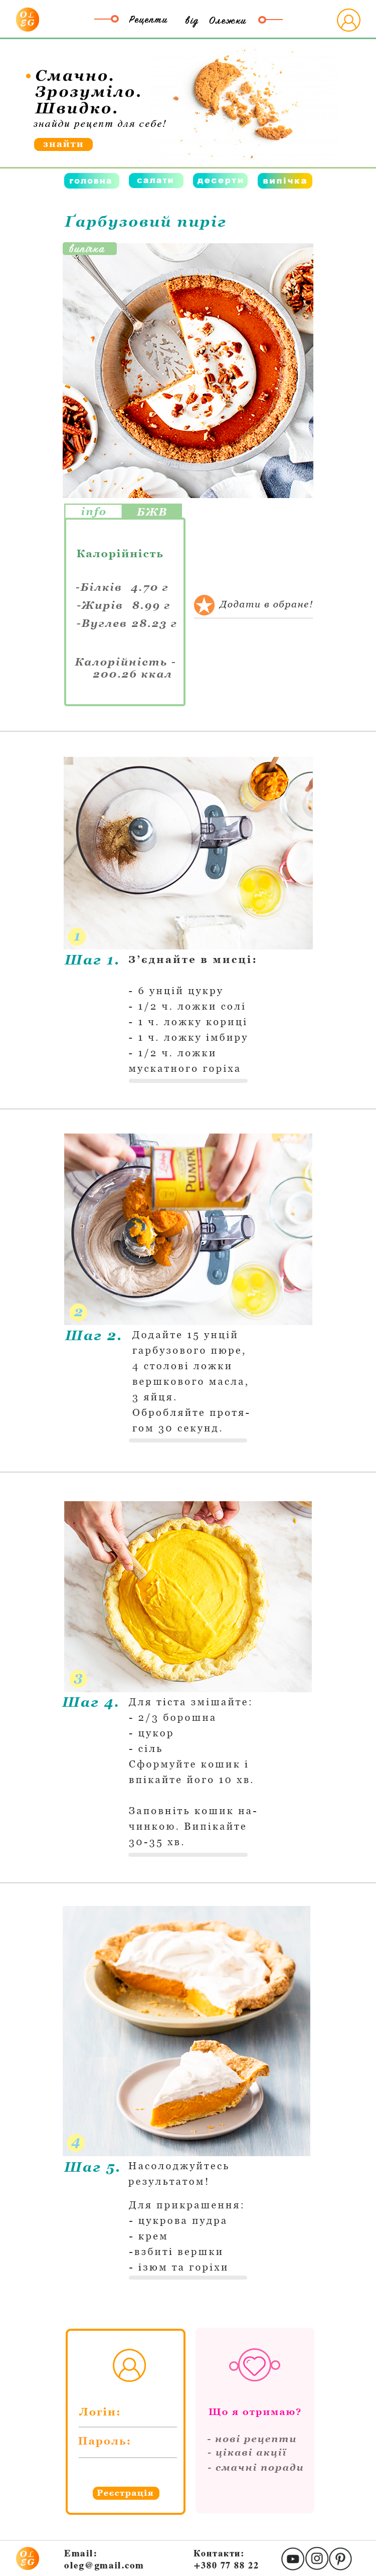 OL
EG
Рецепти від Олежки
Смачно.
Зрозуміло.
Швидко.
знайди рецепт для себе!
знайти
головна
салати
десерти
випічка
Ґарбузовий пиріг
випічка
info
БЖВ
Калорійність
-Білків 4.70 г
-Жирів 8.99 г
-Вуглев 28.23 г
Калорійність -
200.26 ккал
Додати в обране!
1
Шаг 1.
З’єднайте в мисці:
- 6 унцій цукру
- 1/2 ч. ложки солі
- 1 ч. ложку кориці
- 1 ч. ложку імбиру
- 1/2 ч. ложки
мускатного горіха
PUMPK
2
Шаг 2.
Додайте 15 унцій
гарбузового пюре,
4 столові ложки
вершкового масла,
3 яйця.
Обробляйте протя-
гом 30 секунд.
3
Шаг 4.
Для тіста змішайте:
- 2/3 борошна
- цукор
- сіль
Сформуйте кошик і
впікайте його 10 хв.
Заповніть кошик на-
чинкою. Випікайте
30-35 хв.
4
Шаг 5.
Насолоджуйтесь
результатом!
Для прикрашення:
- цукрова пудра
- крем
-взбиті вершки
- ізюм та горіхи
Логін:
Пароль:
Реєстрація
Що я отримаю?
- нові рецепти
- цікаві акції
- смачні поради
OL
EG
Email:
oleg@gmail.com
Контакти:
+380 77 88 22